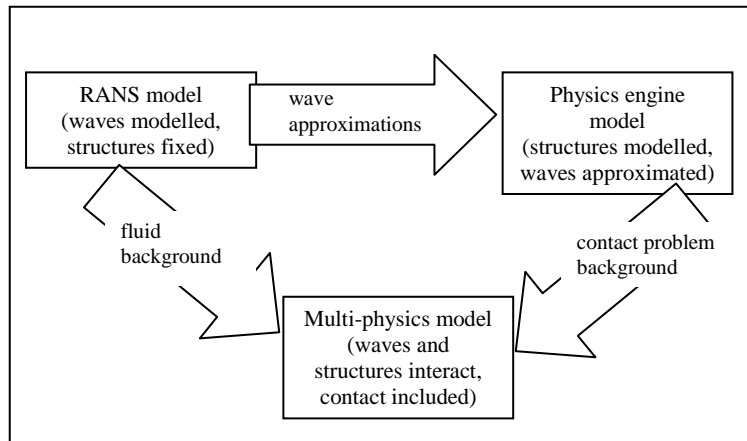 RANS model
(waves modelled,
structures fixed)
wave
approximations
Physics engine
model
(structures modelled,
waves approximated)
fluid
background
contact problem
background
Multi-physics model
(waves and
structures interact,
contact included)